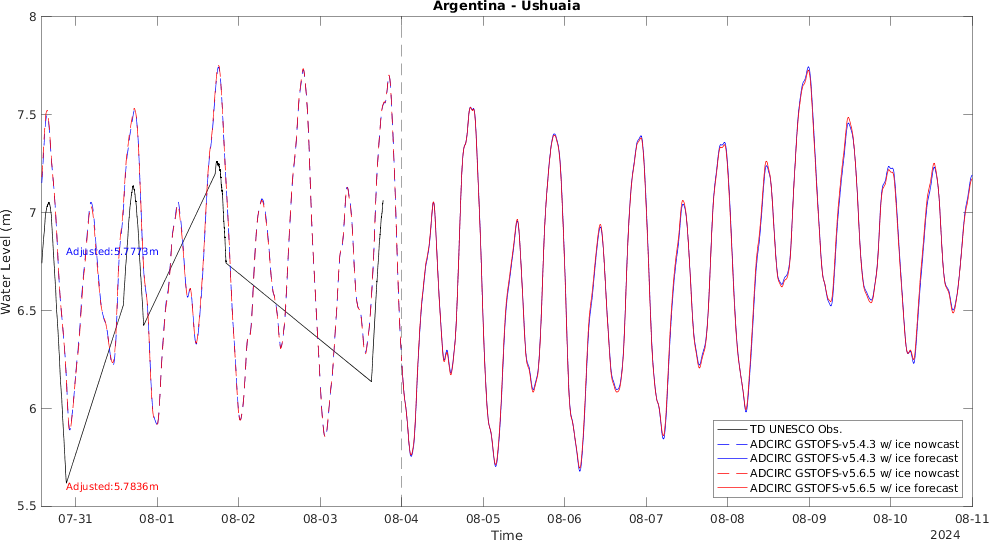 Argentina - Ushuaia
8
7.5
7
6.5
6
5.5
Water Level (m)
Adjusted:5.7773m
Adjusted:5.7836m
TD UNESCO Obs.
ADCIRC GSTOFS-v5.4.3 w/ ice nowcast
ADCIRC GSTOFS-v5.4.3 w/ ice forecast
ADCIRC GSTOFS-v5.6.5 w/ ice nowcast
ADCIRC GSTOFS-v5.6.5 w/ ice forecast
07-31 08-01 08-02 08-03 08-04 08-05 08-06 08-07 08-08 08-09 08-10 08-11
Time
2024